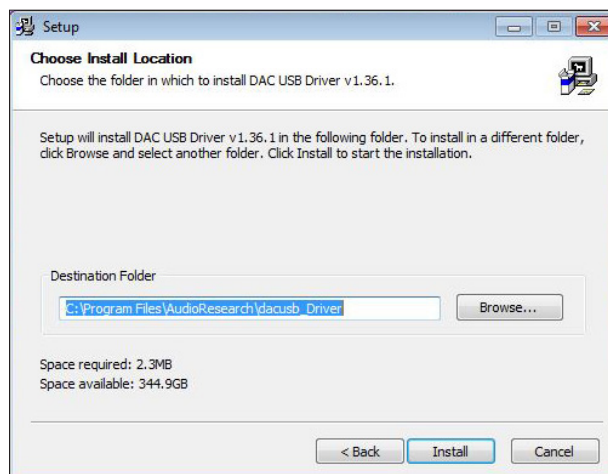 Setup
Choose Install Location
Choose the folder in which to install DAC USB Driver v1.36.1.
Setup will install DAC USB Driver v1.36.1 in the following folder. To install in a different folder,
click Browse and select another folder. Click Install to start the installation.
Destination Folder
C:\Program Files\AudioResearch\dacusb_Driver
Browse...
Space required: 2.3MB
Space available: 344.9GB
< Back
Install
Cancel